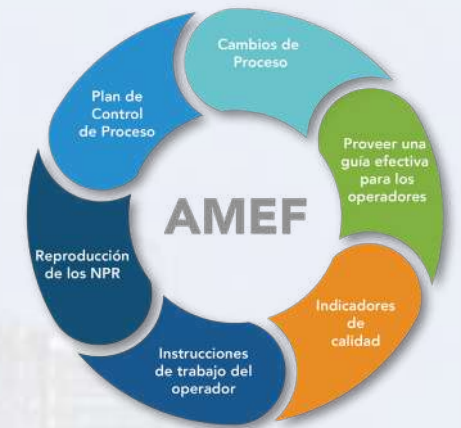 Cambios de
Proceso
Proveer una
guía efectiva
para los
operadores
Indicadores
de
calidad
Instrucciones
de trabajo del
operador
Reproducción
de los NPR
Plan de
Control
de Proceso
AMEF